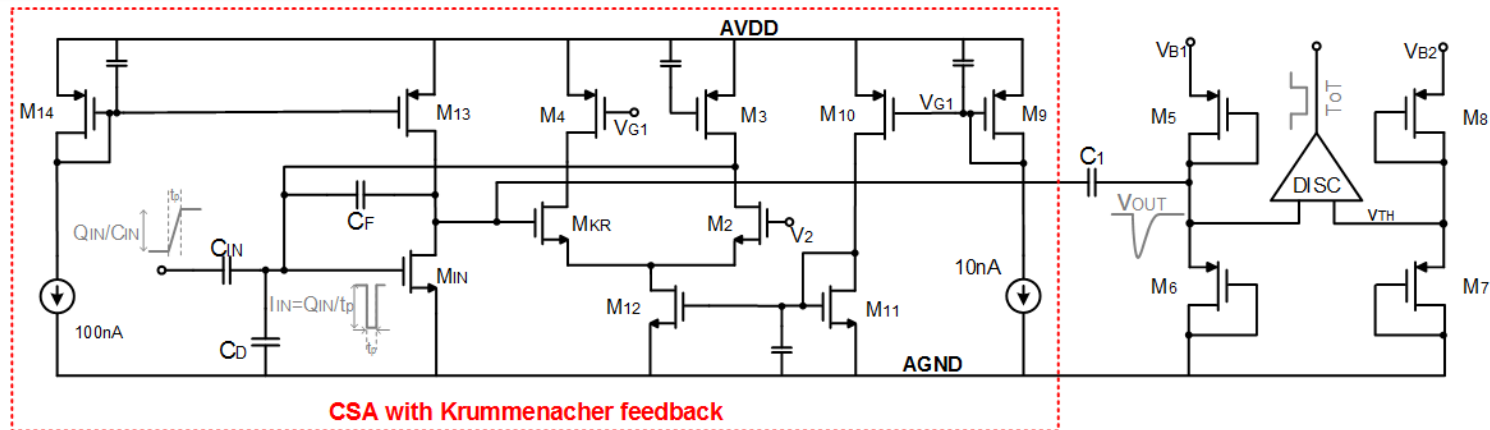 AVDD
VB1
VB2
ToT
M14
M13
M4
VG1
M3
M10
VG1
M9
M5
M8
C1
DISC
QIN/CIN
tp
CF
MKR
M2
V2
VOUT
VTH
CIN
MIN
10nA
IIN=QIN/tp
tp
M12
M11
M6
M7
100nA
CD
AGND
CSA with Krummenacher feedback